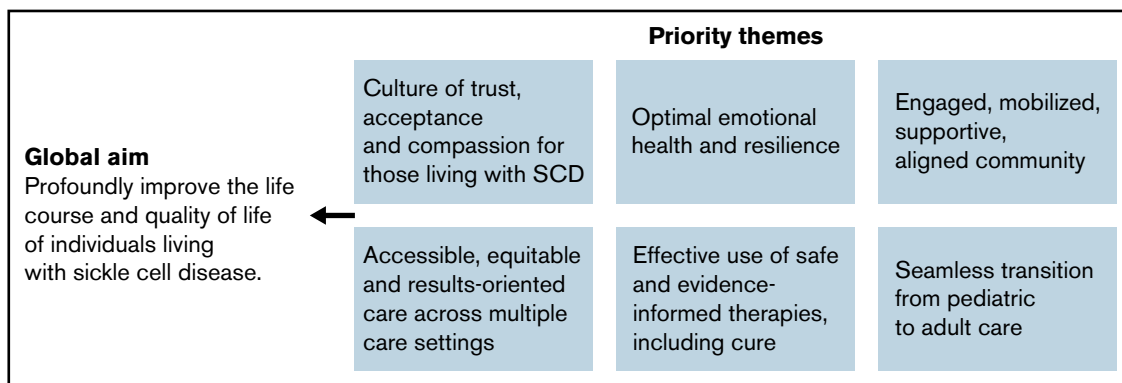 Priority themes
Global aim
Profoundly improve the life
course and quality of life
of individuals living
with sickle cell disease.
Culture of trust,
acceptance
and compassion for
those living with SCD
Optimal emotional
health and resilience
Engaged, mobilized,
supportive,
aligned community
Accessible, equitable
and results-oriented
care across multiple
care settings
Effective use of safe
and evidence-
informed therapies,
including cure
Seamless transition
from pediatric
to adult care